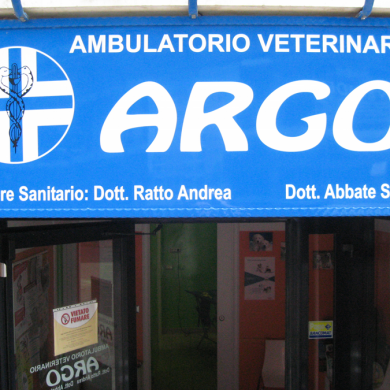 AMBULATORIO VETERINAR
ARGO
re Sanitario: Dott. Ratto Andrea Dott. Abbate S
VIETATO
FUMARE
AMBULATORIO VETERINARIO
ARGO